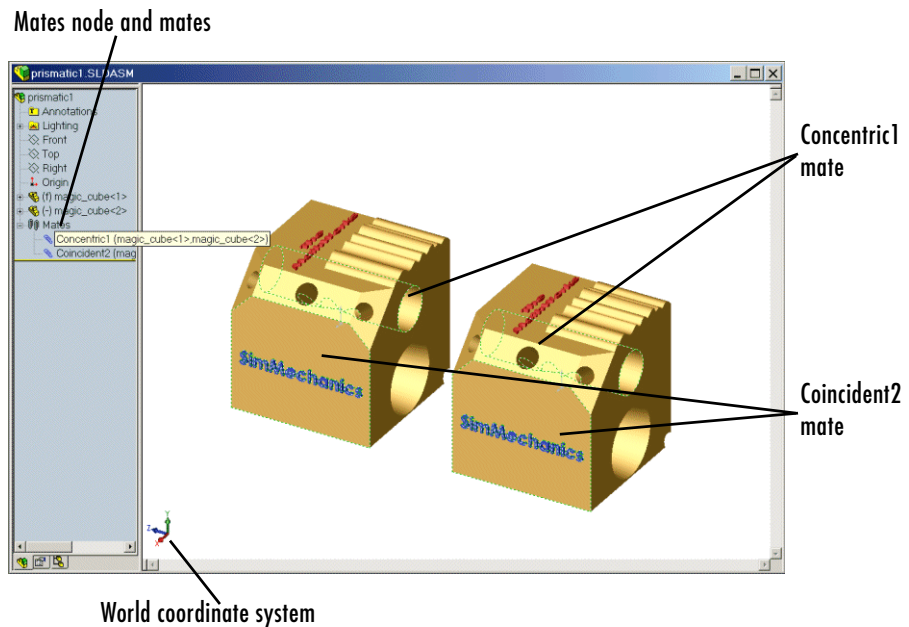 Mates node and mates
prismatic1.SLDASM
prismatic1
Annotations
Lighting
Front
Top
Right
Origin
(f) magic_cube<1>
(-) magic_cube<2>
Mates
Concentric1 (magic_cube<1>,magic_cube<2>)
Coincident2 (mag
Concentric1
mate
SimMechanics
SimMechanics
Coincident2
mate
Y
Z
X
World coordinate system